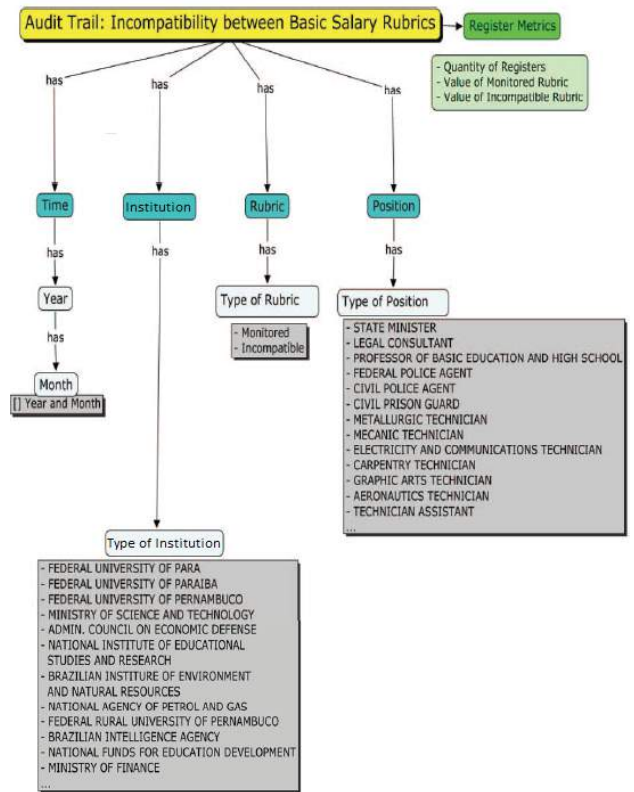 Audit Trail: Incompatibility between Basic Salary Rubrics
Register Metrics
- Quantity of Registers
- Value of Monitored Rubric
- Value of Incompatible Rubric
has
has
has
has
Time
Institution
Rubric
Position
has
has
has
has
Year
Type of Rubric
- Monitored
- Incompatible
Type of Position
- STATE MINISTER
- LEGAL CONSULTANT
- PROFESSOR OF BASIC EDUCATION AND HIGH SCHOOL
- FEDERAL POLICE AGENT
- CIVIL POLICE AGENT
- CIVIL PRISON GUARD
- METALLURGIC TECHNICIAN
- MECANIC TECHNICIAN
- ELECTRICITY AND COMMUNICATIONS TECHNICIAN
- CARPENTRY TECHNICIAN
- GRAPHIC ARTS TECHNICIAN
- AERONAUTICS TECHNICIAN
- TECHNICIAN ASSISTANT
...
has
Month
[] Year and Month
Type of Institution
- FEDERAL UNIVERSITY OF PARA
- FEDERAL UNIVERSITY OF PARAIBA
- FEDERAL UNIVERSITY OF PERNAMBUCO
- MINISTRY OF SCIENCE AND TECHNOLOGY
- ADMIN. COUNCIL ON ECONOMIC DEFENSE
- NATIONAL INSTITUTE OF EDUCATIONAL
STUDIES AND RESEARCH
- BRAZILIAN INSTITURE OF ENVIRONMENT
AND NATURAL RESOURCES
- NATIONAL AGENCY OF PETROL AND GAS
- FEDERAL RURAL UNIVERSITY OF PERNAMBUCO
- BRAZILIAN INTELLIGENCE AGENCY
- NATIONAL FUNDS FOR EDUCATION DEVELOPMENT
- MINISTRY OF FINANCE
...